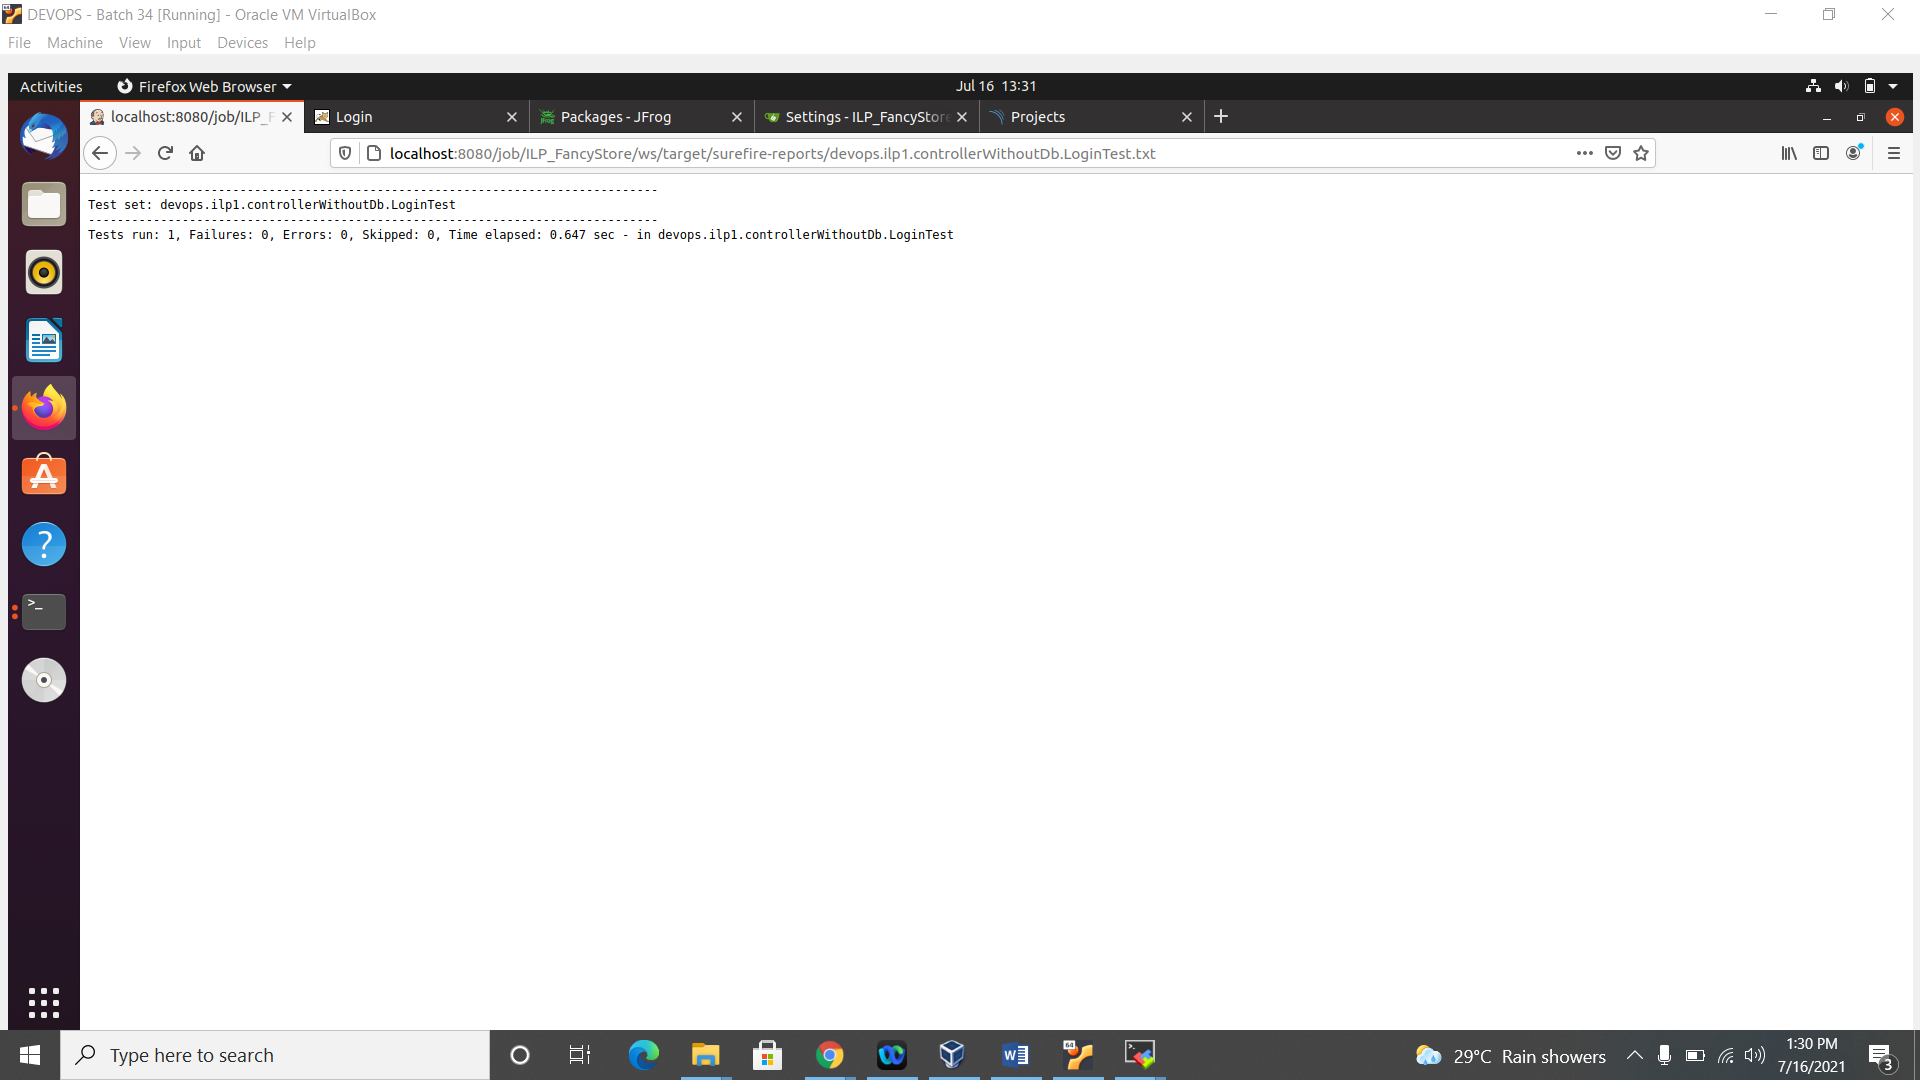 DEVOPS - Batch 34 [Running] - Oracle VM VirtualBox
File Machine View Input Devices Help
Activities Firefox Web Browser Jul 16 13:31
localhost:8080/job/ILP_F Login Packages - JFrog Settings - ILP_FancyStore Projects
localhost:8080/job/ILP_FancyStore/ws/target/surefire-reports/devops.ilp1.controllerWithoutDb.LoginTest.txt
-------------------------------------------------------------------------------
Test set: devops.ilp1.controllerWithoutDb.LoginTest
-------------------------------------------------------------------------------
Tests run: 1, Failures: 0, Errors: 0, Skipped: 0, Time elapsed: 0.647 sec - in devops.ilp1.controllerWithoutDb.LoginTest
Type here to search
29°C Rain showers
1:30 PM
7/16/2021
3